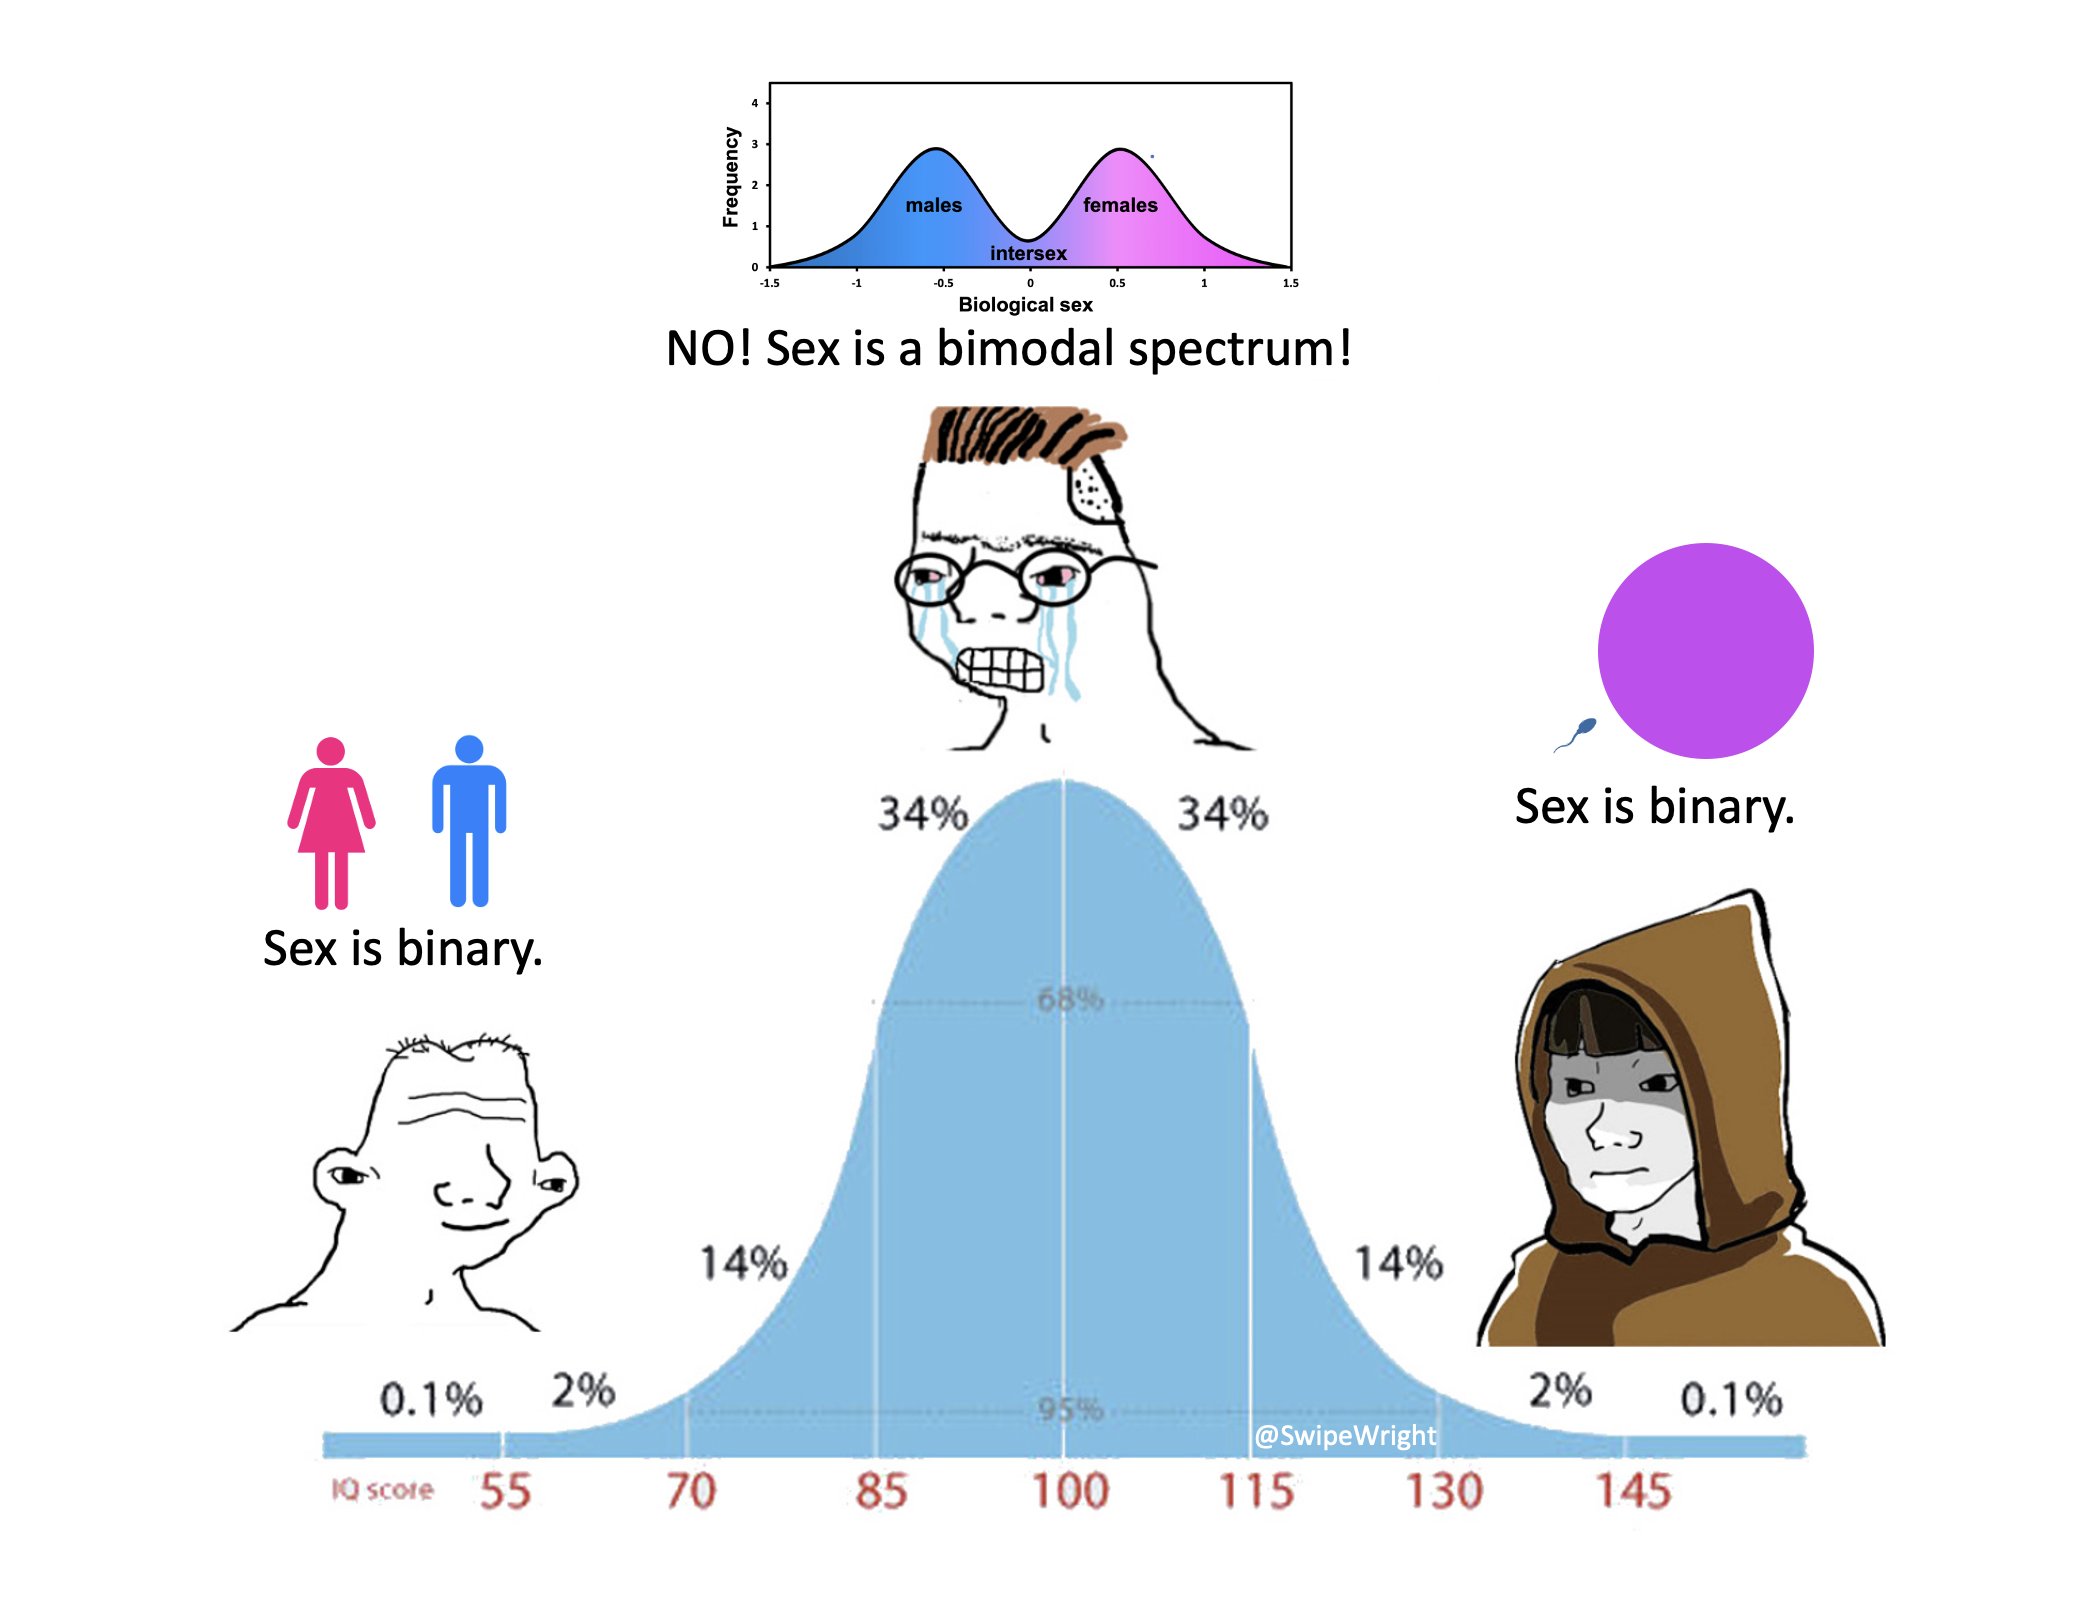 4
3
2
1
0
Frequency
males
females
intersex
-1.5 -1 -0.5 0 0.5 1 1.5
Biological sex
NO! Sex is a bimodal spectrum!
Sex is binary.
Sex is binary.
34% 34%
68%
14% 14%
0.1% 2% 95% 2% 0.1%
@SwipeWright
IQ score 55 70 85 100 115 130 145